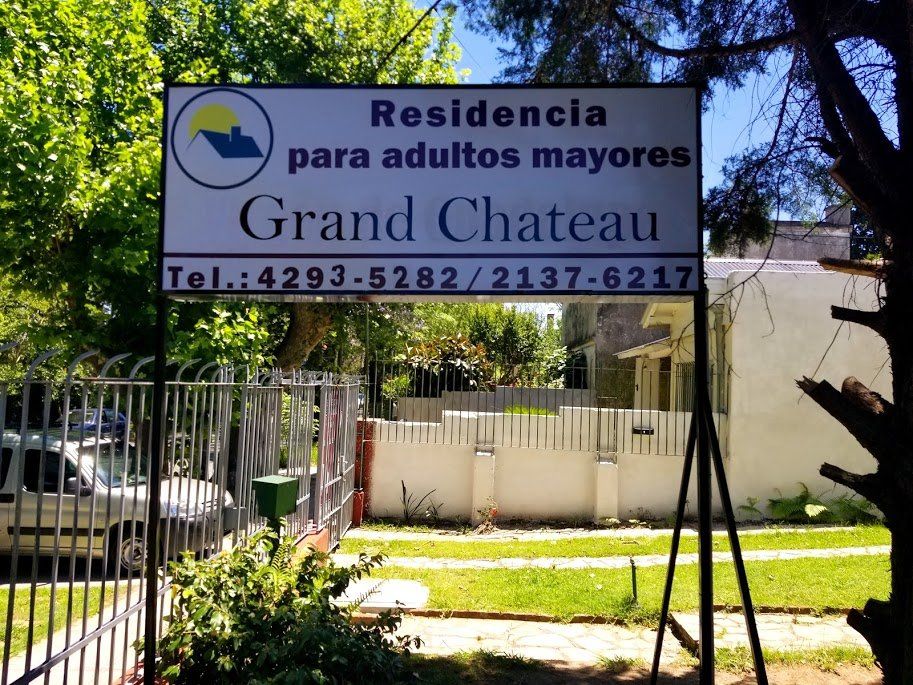 Residencia
para adultos mayores
Grand Chateau
Tel.: 4293-5282 / 2137-6217